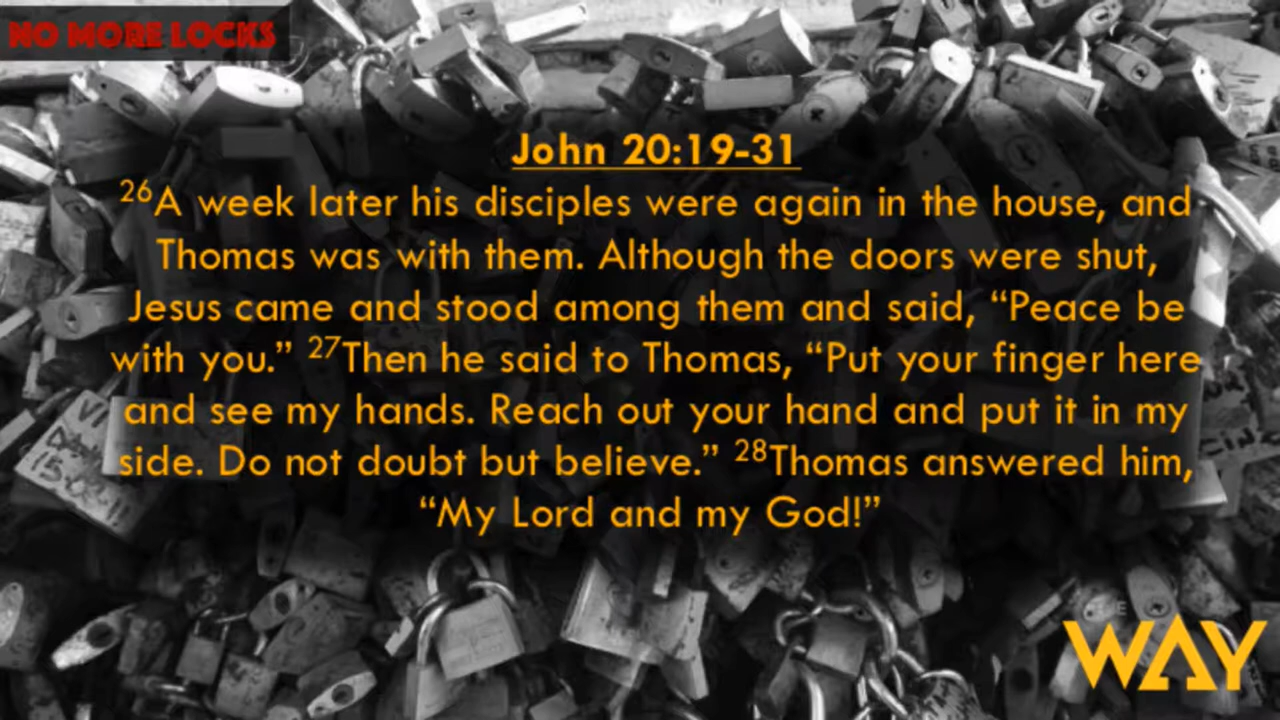 NO MORE LOCKS
John 20:19-31
26A week later his disciples were again in the house, and
Thomas was with them. Although the doors were shut,
Jesus came and stood among them and said, “Peace be
with you.” 27Then he said to Thomas, “Put your finger here
and see my hands. Reach out your hand and put it in my
side. Do not doubt but believe.” 28Thomas answered him,
“My Lord and my God!”
THE
WAY